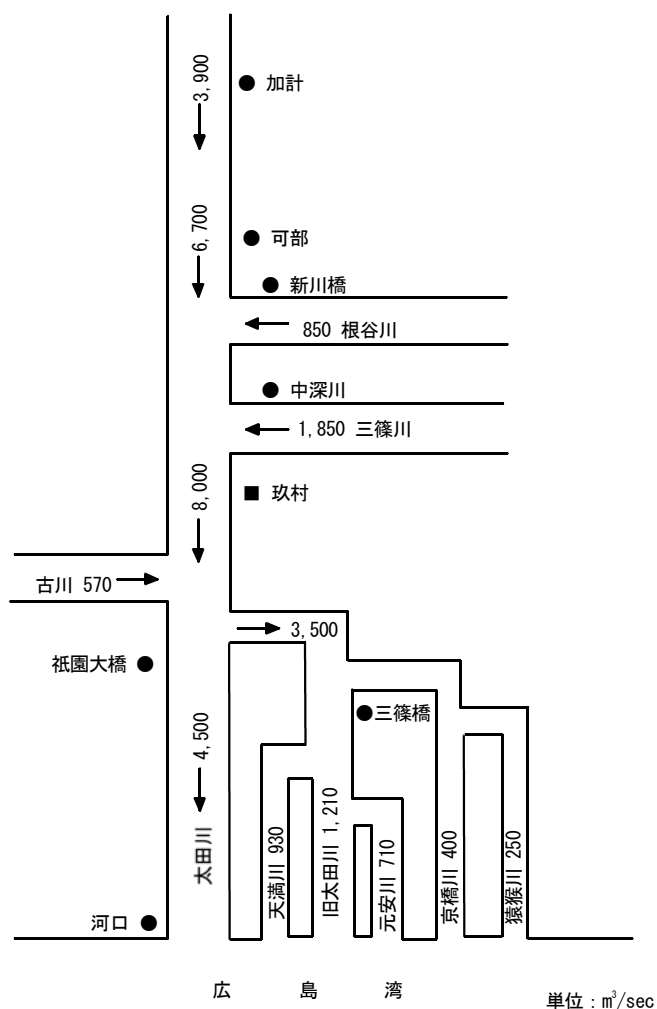 3,900
加計
6,700
可部
新川橋
850 根谷川
中深川
1,850 三篠川
8,000
玖村
古川 570
3,500
祇園大橋
三篠橋
4,500
太田川
天満川 930
旧太田川 1,210
元安川 710
京橋川 400
猿猴川 250
河口
広島湾
単位：m³/sec